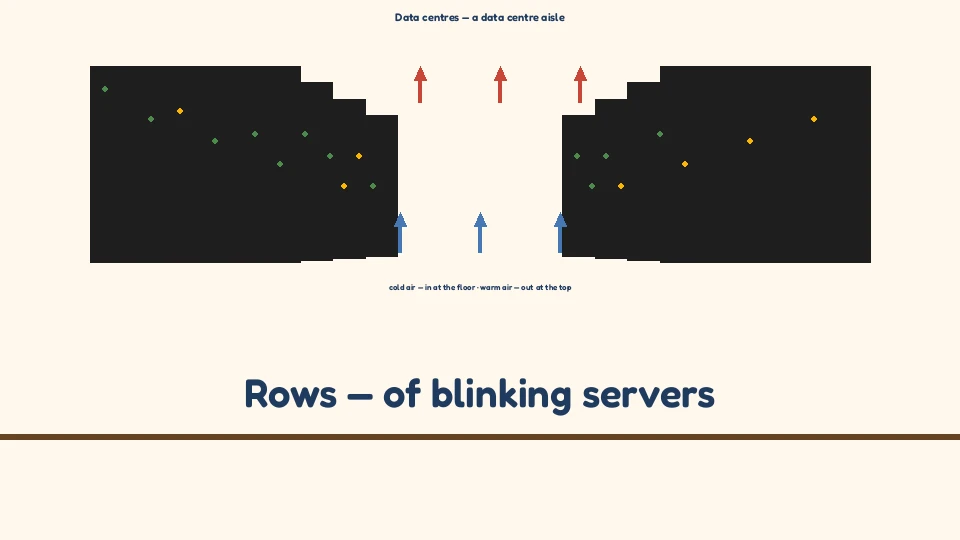 Data centres — a data centre aisle
cold air — in at the floor · warm air — out at the top
Rows — of blinking servers